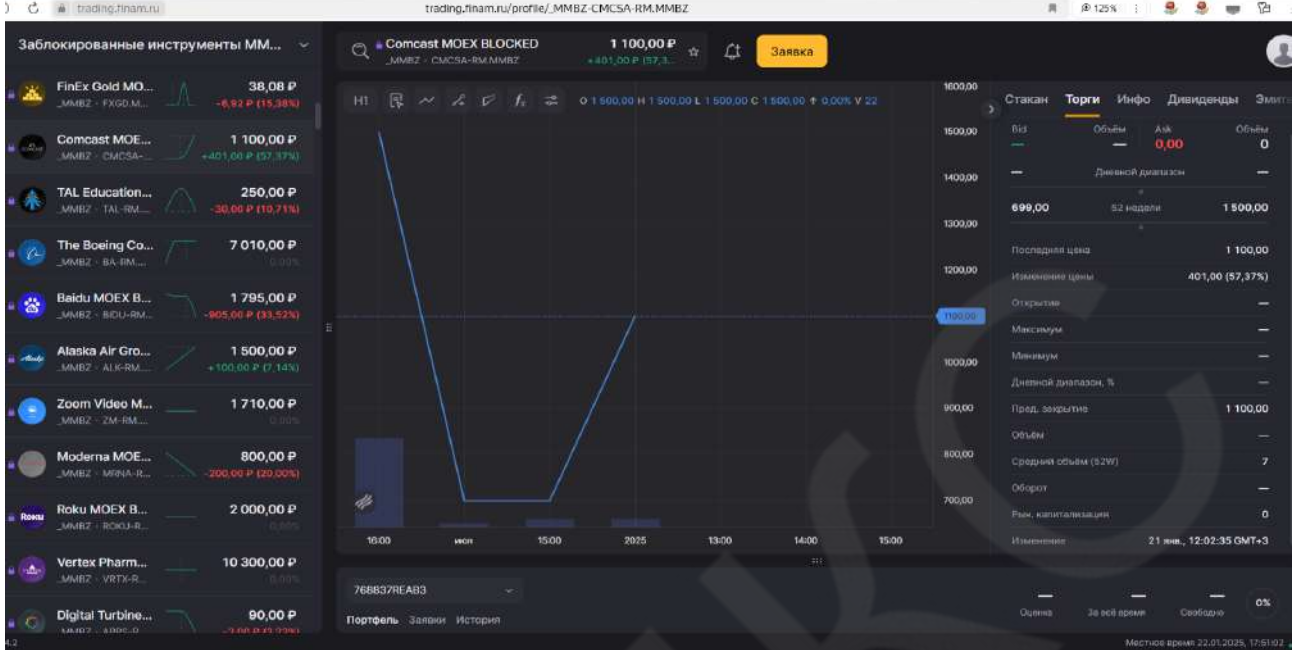 trading.finam.ru
trading.finam.ru/profile/_MMBZ-CMCSA-RM.MMBZ
125%
Заблокированные инструменты MM...
FinEx Gold MO...
38,08 ₽
_MMBZ · FXGD.M...
-6,92 ₽ (15,38%)
Comcast MOE...
1 100,00 ₽
_MMBZ · CMCSA-...
+401,00 ₽ (57,37%)
TAL Education...
250,00 ₽
_MMBZ · TAL-RM....
-30,00 ₽ (10,71%)
The Boeing Co...
7 010,00 ₽
_MMBZ · BA-RM....
0,00%
Baidu MOEX B...
1 795,00 ₽
_MMBZ · BIDU-RM...
-905,00 ₽ (33,52%)
Alaska Air Gro...
1 500,00 ₽
_MMBZ · ALK-RM....
+100,00 ₽ (7,14%)
Zoom Video M...
1 710,00 ₽
_MMBZ · ZM-RM....
0,00%
Moderna MOE...
800,00 ₽
_MMBZ · MRNA-R...
-200,00 ₽ (20,00%)
Roku
Roku MOEX B...
2 000,00 ₽
_MMBZ · ROKU-R...
0,00%
Vertex Pharm...
10 300,00 ₽
_MMBZ · VRTX-R...
0,00%
Digital Turbine...
90,00 ₽
4.2
Comcast MOEX BLOCKED
1 100,00 ₽
_MMBZ · CMCSA-RM.MMBZ
+401,00 ₽ (57,3...
Заявка
H1
O 1 500,00 H 1 500,00 L 1 500,00 C 1 500,00 0,00% V 22
1600,00
1500,00
1400,00
1300,00
1200,00
1100,00
1000,00
900,00
800,00
700,00
16:00
июл
15:00
2025
13:00
14:00
15:00
Стакан Торги Инфо Дивиденды Эмит
Bid Объём Ask Объём
— — 0,00 0
— Дневной диапазон —
699,00 52 недели 1 500,00
Последняя цена 1 100,00
Изменение цены 401,00 (57,37%)
Открытие —
Максимум —
Минимум —
Дневной диапазон, % —
Пред. закрытие 1 100,00
Объём —
Средний объём (52W) 7
Оборот —
Рын. капитализация 0
Изменение 21 янв., 12:02:35 GMT+3
768837REAB3
Портфель Заявки История
— — —
Оценка За всё время Свободно 0%
Местное время 22.01.2025, 17:51:02